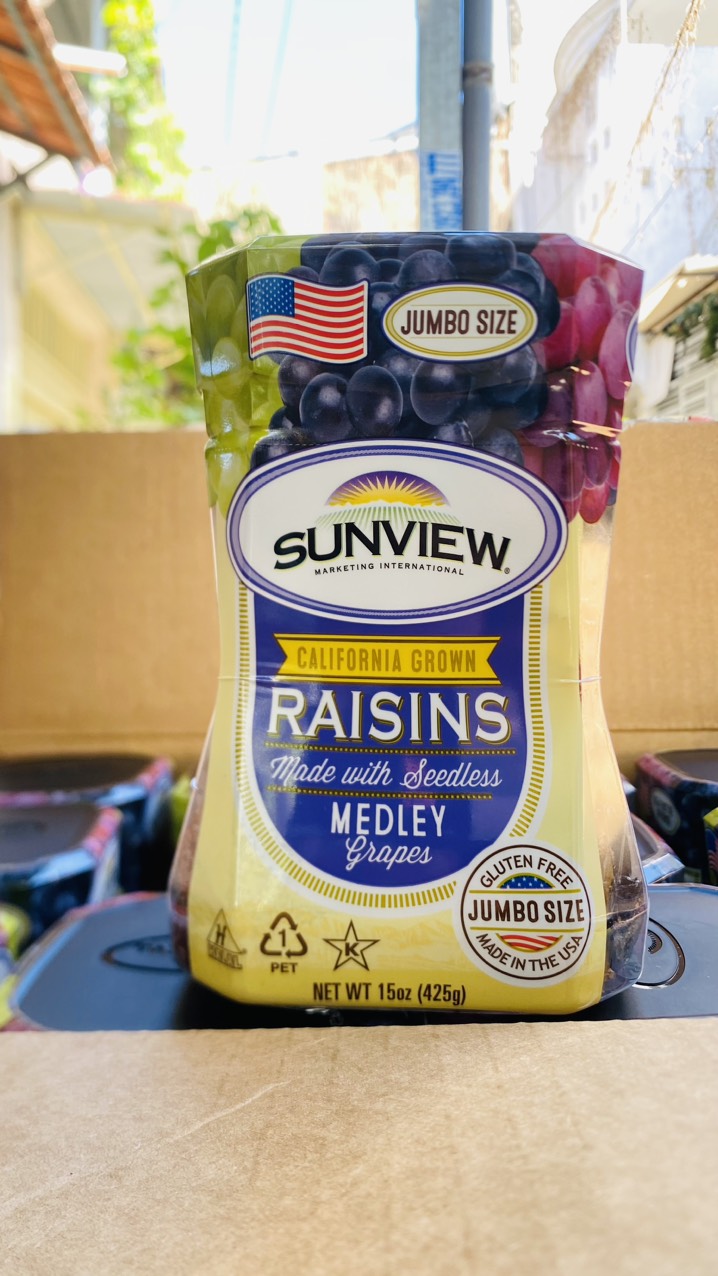 JUMBO SIZE
SUNVIEW
MARKETING INTERNATIONAL
®
CALIFORNIA GROWN
RAISINS
Made with Seedless
MEDLEY
Grapes
GLUTEN FREE
JUMBO SIZE
MADE IN THE USA
H
1
PET
K
NET WT 15oz (425g)